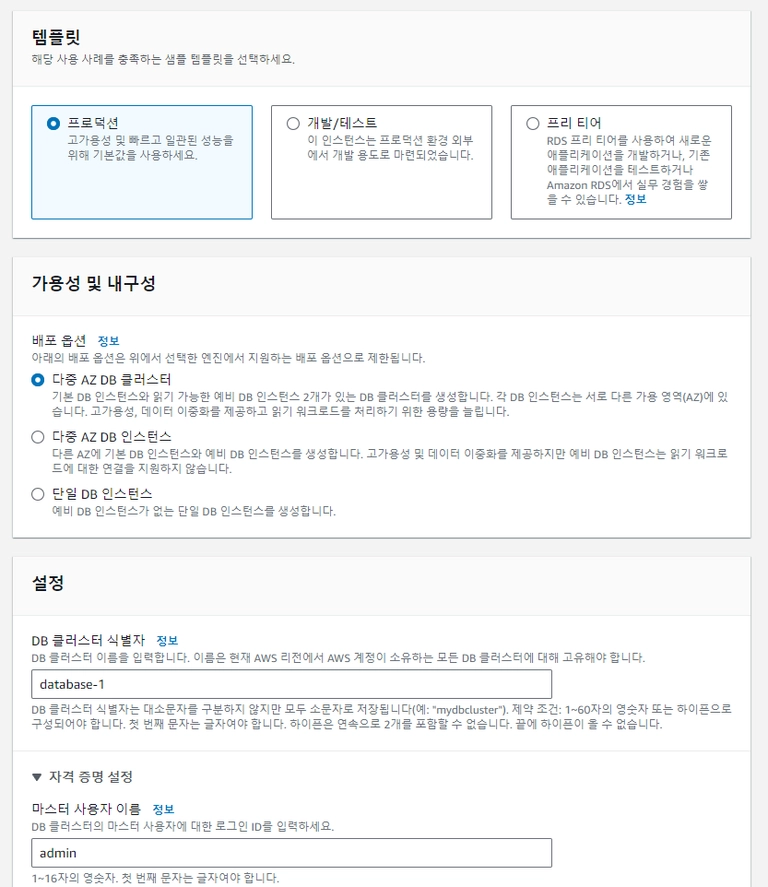 템플릿
해당 사용 사례를 충족하는 샘플 템플릿을 선택하세요.
프로덕션
고가용성 및 빠르고 일관된 성능을
위해 기본값을 사용하세요.
개발/테스트
이 인스턴스는 프로덕션 환경 외부
에서 개발 용도로 마련되었습니다.
프리 티어
RDS 프리 티어를 사용하여 새로운
애플리케이션을 개발하거나, 기존
애플리케이션을 테스트하거나
Amazon RDS에서 실무 경험을 쌓
을 수 있습니다. 정보
가용성 및 내구성
배포 옵션 정보
아래의 배포 옵션은 위에서 선택한 엔진에서 지원하는 배포 옵션으로 제한됩니다.
다중 AZ DB 클러스터
기본 DB 인스턴스와 읽기 가능한 예비 DB 인스턴스 2개가 있는 DB 클러스터를 생성합니다. 각 DB 인스턴스는 서로 다른 가용 영역(AZ)에 있
습니다. 고가용성, 데이터 이중화를 제공하고 읽기 워크로드를 처리하기 위한 용량을 늘립니다.
다중 AZ DB 인스턴스
다른 AZ에 기본 DB 인스턴스와 예비 DB 인스턴스를 생성합니다. 고가용성 및 데이터 이중화를 제공하지만 예비 DB 인스턴스는 읽기 워크로
드에 대한 연결을 지원하지 않습니다.
단일 DB 인스턴스
예비 DB 인스턴스가 없는 단일 DB 인스턴스를 생성합니다.
설정
DB 클러스터 식별자 정보
DB 클러스터 이름을 입력합니다. 이름은 현재 AWS 리전에서 AWS 계정이 소유하는 모든 DB 클러스터에 대해 고유해야 합니다.
database-1
DB 클러스터 식별자는 대소문자를 구분하지 않지만 모두 소문자로 저장됩니다(예: "mydbcluster"). 제약 조건: 1~60자의 영숫자 또는 하이픈으로
구성되어야 합니다. 첫 번째 문자는 글자여야 합니다. 하이픈은 연속으로 2개를 포함할 수 없습니다. 끝에 하이픈이 올 수 없습니다.
▼ 자격 증명 설정
마스터 사용자 이름 정보
DB 클러스터의 마스터 사용자에 대한 로그인 ID를 입력하세요.
admin
1~16자의 영숫자. 첫 번째 문자는 글자여야 합니다.